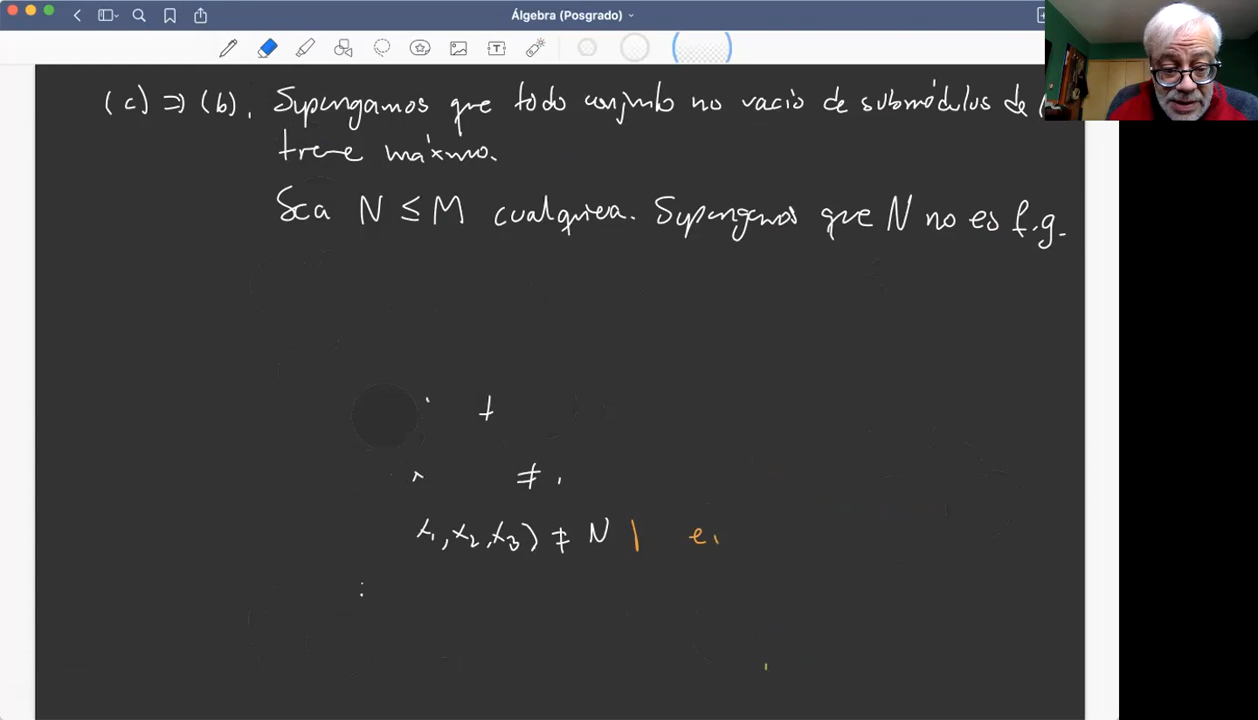 Álgebra (Posgrado)
(c) ⇒ (b). Supongamos que todo conjunto no vacío de submódulos de
tiene máximo.
Sea N ≤ M cualquiera. Supongamos que N no es f.g.
≠
x₁, x₂, x₃) ≠ N
: